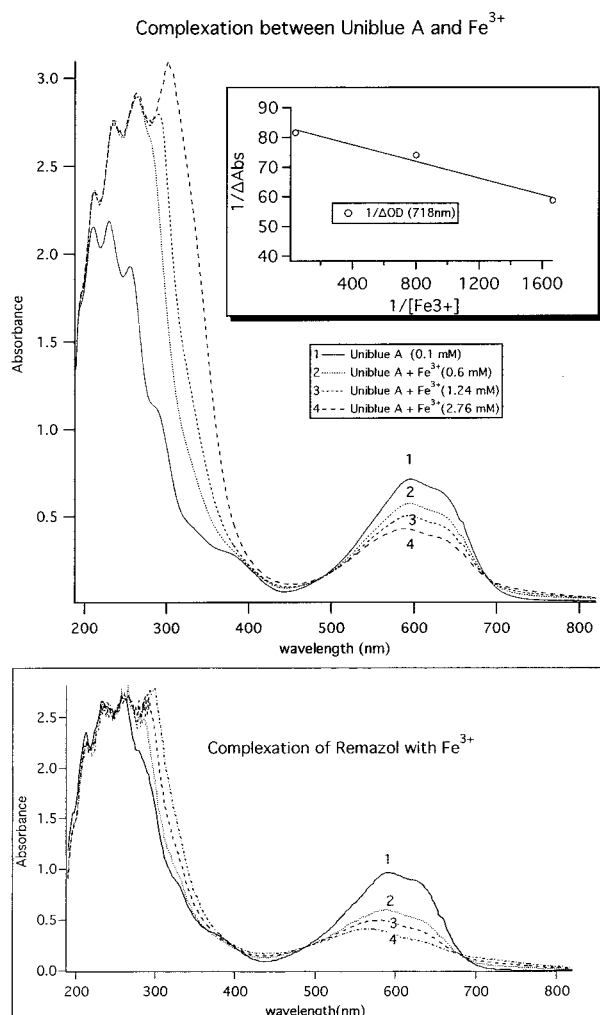 Complexation between Uniblue A and Fe3+
3.0
2.5
2.0
1.5
1.0
0.5
Absorbance
200 300 400 500 600 700 800
wavelength (nm)
90
80
70
60
50
40
1/ΔAbs
1/ΔOD (718nm)
400 800 1200 1600
1/[Fe3+]
1 Uniblue A (0.1 mM)
2 Uniblue A + Fe3+(0.6 mM)
3 Uniblue A + Fe3+(1.24 mM)
4 Uniblue A + Fe3+(2.76 mM)
1
2
3
4
Complexation of Remazol with Fe3+
2.5
2.0
1.5
1.0
0.5
0.0
Absorbance
1
2
3
4
200 300 400 500 600 700 800
wavelength(nm)